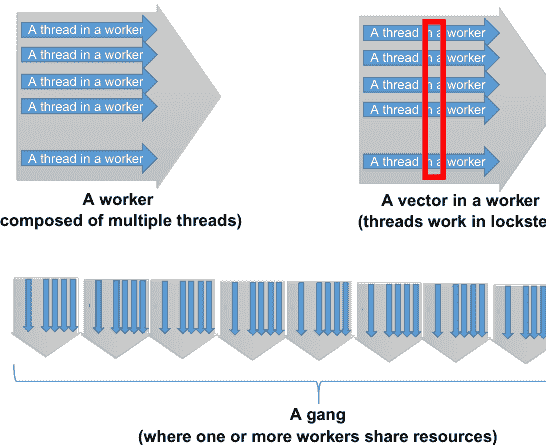 A thread in a worker
A thread in a worker
A thread in a worker
A thread in a worker
A thread in a worker
A worker
composed of multiple threads)
A thread in a worker
A thread in a worker
A thread in a worker
A thread in a worker
A thread in a worker
A vector in a worker
(threads work in lockste
A gang
(where one or more workers share resources)